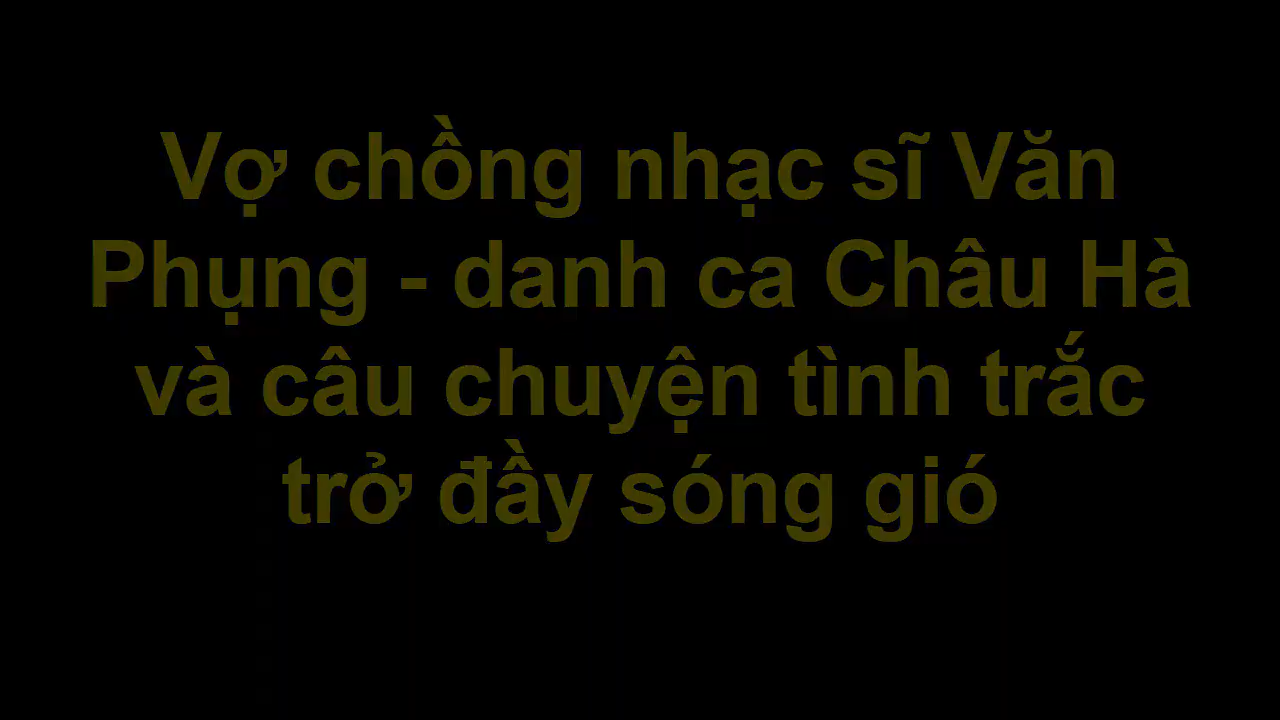 Vợ chồng nhạc sĩ Văn
Phụng - danh ca Châu Hà
và câu chuyện tình trắc
trở đầy sóng gió